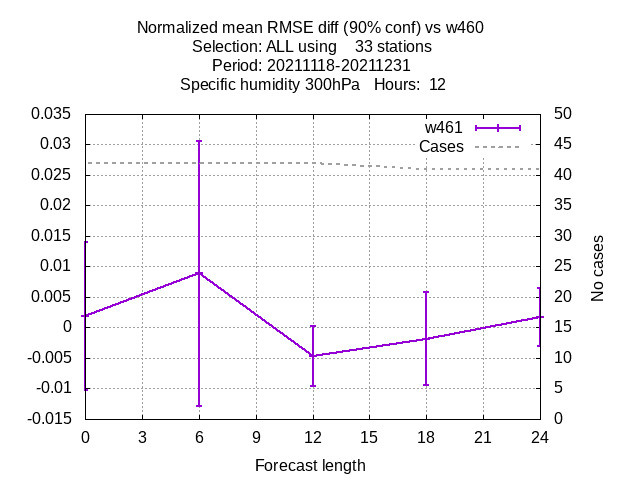 Normalized mean RMSE diff (90% conf) vs w460
Selection: ALL using    33 stations
Period: 20211118-20211231
Specific humidity 300hPa   Hours:  12
w461
Cases
0.035
0.03
0.025
0.02
0.015
0.01
0.005
0
-0.005
-0.01
-0.015
50
45
40
35
30
25
20
15
10
5
0
No cases
0 3 6 9 12 15 18 21 24
Forecast length